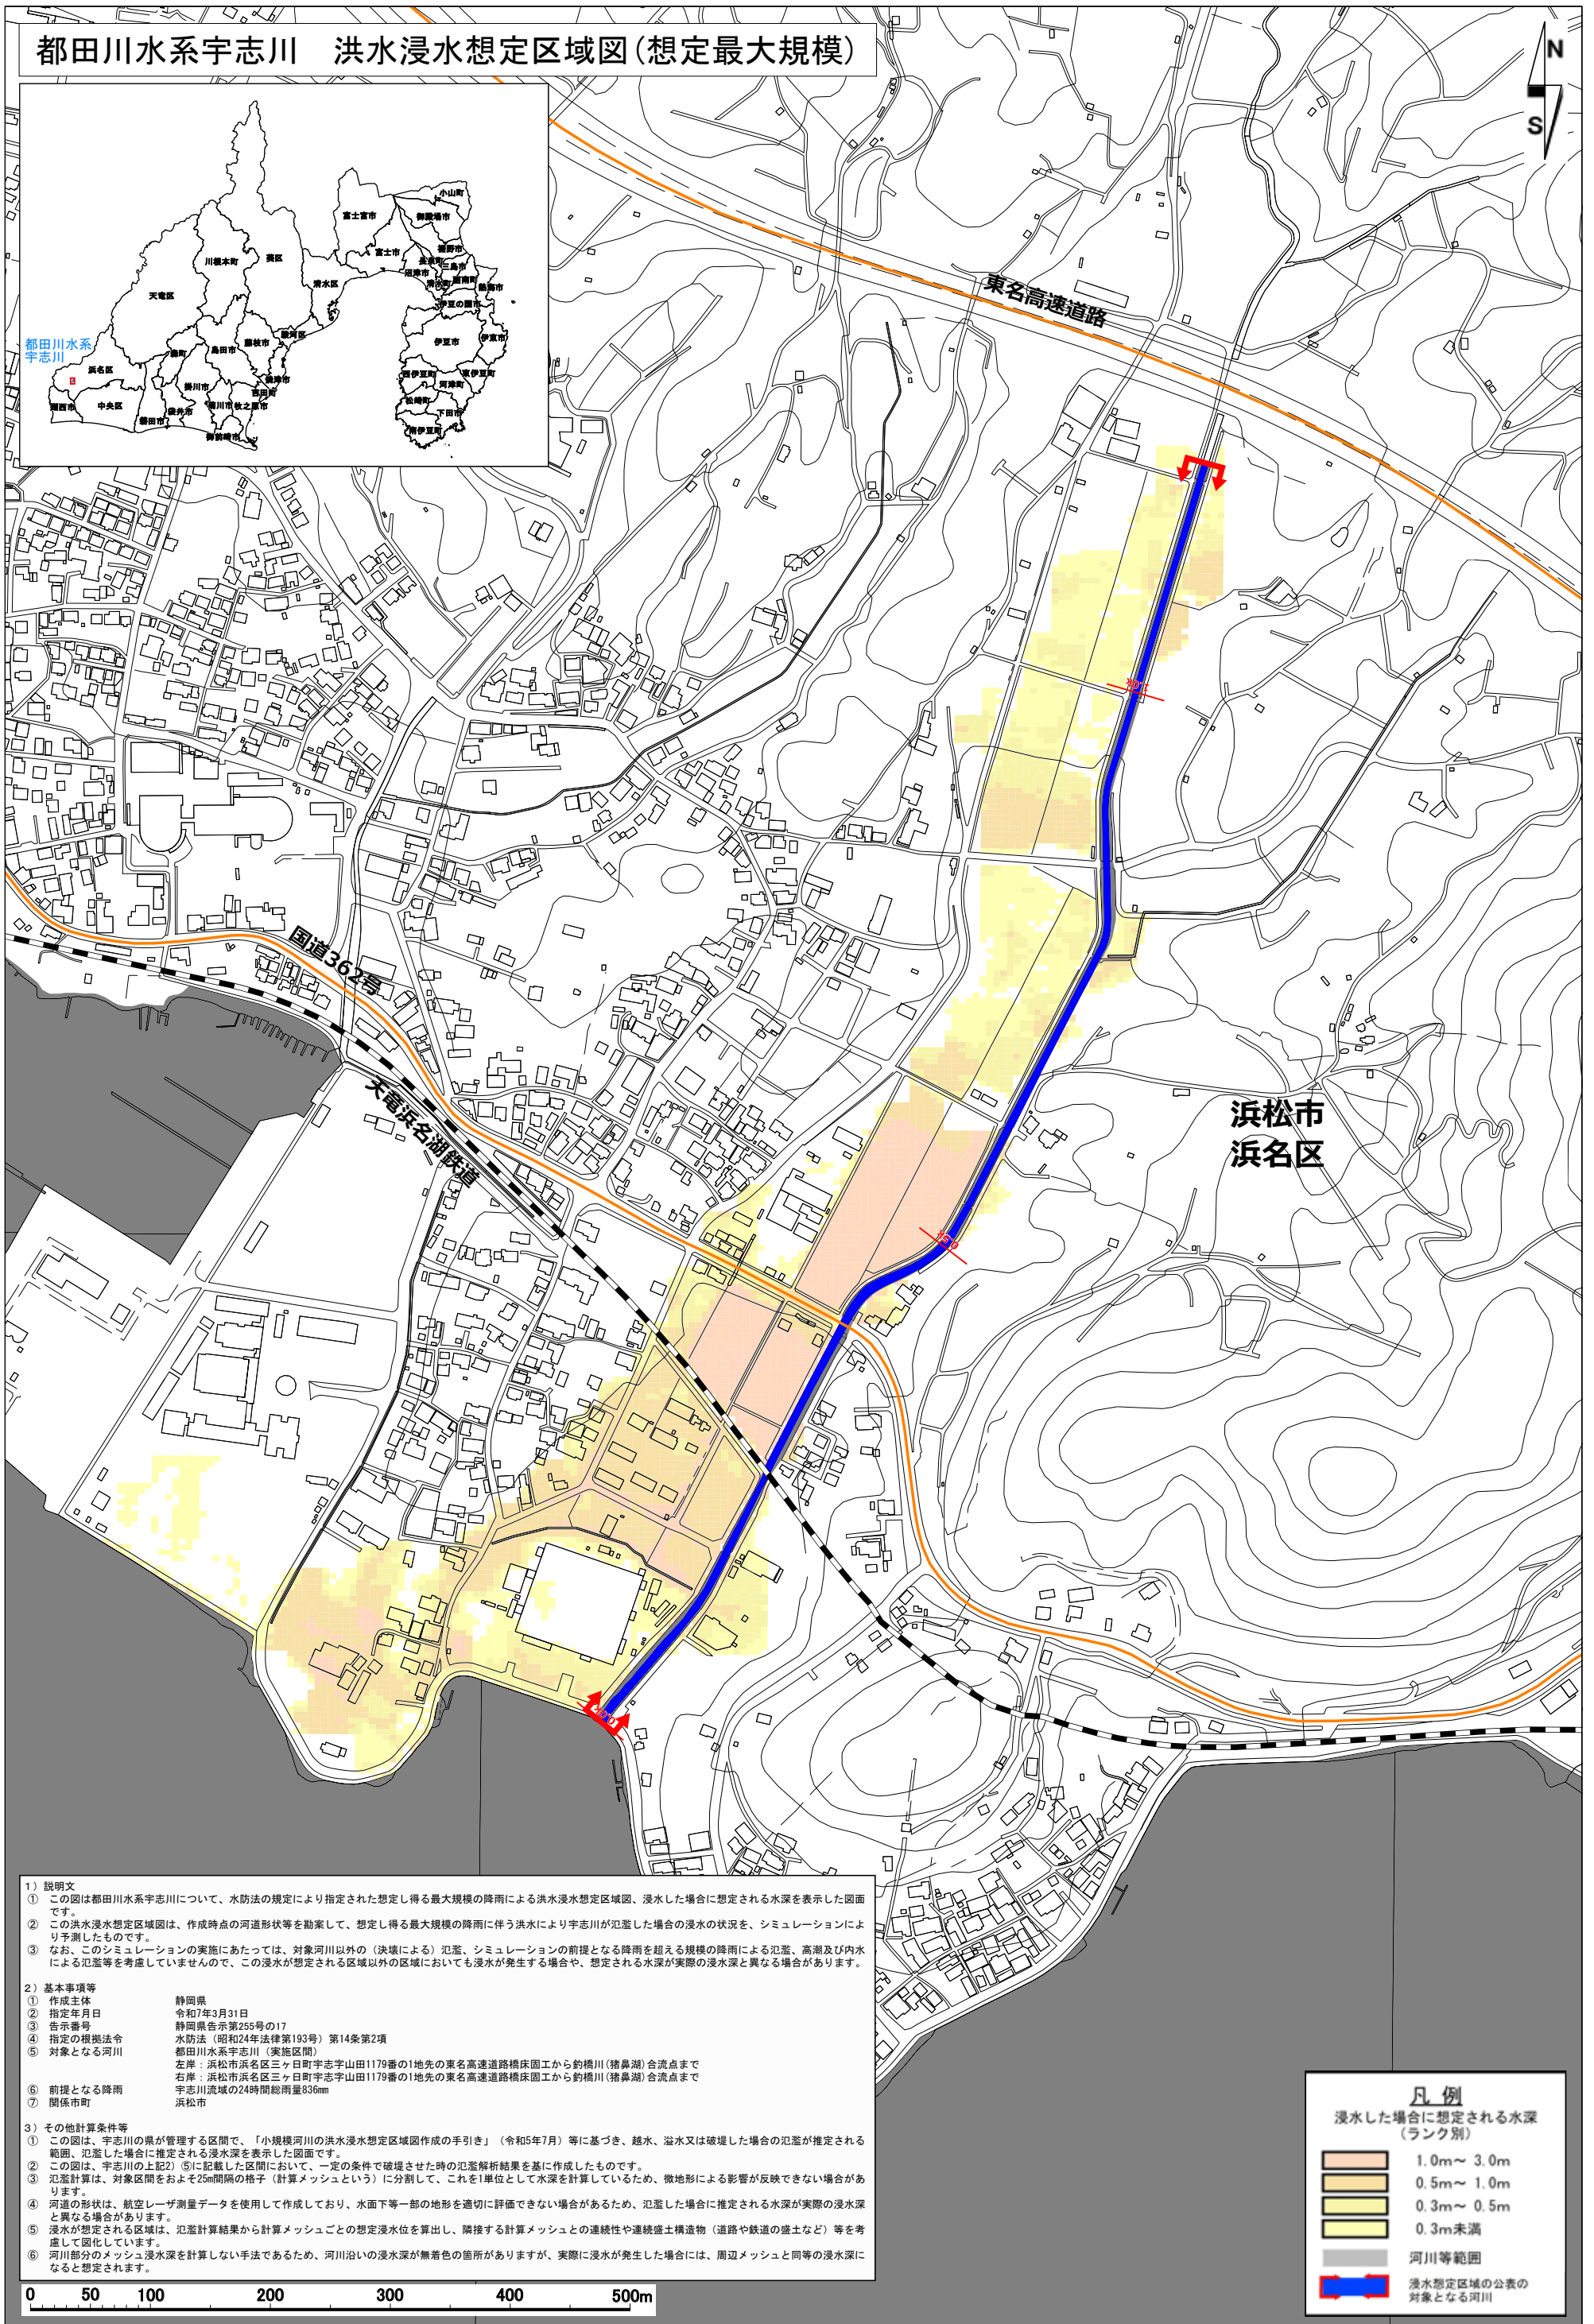 都田川水系宇志川　洪水浸水想定区域図(想定最大規模)
N
S
小山町
富士宮市
御殿場市
裾野市
富士市
長泉町
三島市
沼津市
清水町
函南町
熱海市
伊豆の国市
川根本町
葵区
清水区
天竜区
伊豆市
伊東市
駿河区
藤枝市
島田市
森町
都田川水系
宇志川
浜名区
西伊豆町
東伊豆町
焼津市
河津町
掛川市
吉田町
松崎町
湖西市
中央区
菊川市
牧之原市
下田市
磐田市
袋井市
南伊豆町
御前崎市
東名高速道路
1.0K
国道362号
天竜浜名湖鉄道
浜松市
浜名区
0.5K
0.0K
1）説明文
① この図は都田川水系宇志川について、水防法の規定により指定された想定し得る最大規模の降雨による洪水浸水想定区域図、浸水した場合に想定される水深を表示した図面
です。
② この洪水浸水想定区域図は、作成時点の河道形状等を勘案して、想定し得る最大規模の降雨に伴う洪水により宇志川が氾濫した場合の浸水の状況を、シミュレーションによ
り予測したものです。
③ なお、このシミュレーションの実施にあたっては、対象河川以外の（決壊による）氾濫、シミュレーションの前提となる降雨を超える規模の降雨による氾濫、高潮及び内水
による氾濫等を考慮していませんので、この浸水が想定される区域以外の区域においても浸水が発生する場合や、想定される水深が実際の浸水深と異なる場合があります。
2）基本事項等
① 作成主体 静岡県
② 指定年月日 令和7年3月31日
③ 告示番号 静岡県告示第255号の17
④ 指定の根拠法令 水防法（昭和24年法律第193号）第14条第2項
⑤ 対象となる河川 都田川水系宇志川（実施区間）
左岸：浜松市浜名区三ヶ日町宇志字山田1179番の1地先の東名高速道路橋床固工から釣橋川(猪鼻湖)合流点まで
右岸：浜松市浜名区三ヶ日町宇志字山田1179番の1地先の東名高速道路橋床固工から釣橋川(猪鼻湖)合流点まで
⑥ 前提となる降雨 宇志川流域の24時間総雨量836mm
⑦ 関係市町 浜松市
3）その他計算条件等
① この図は、宇志川の県が管理する区間で、「小規模河川の洪水浸水想定区域図作成の手引き」（令和5年7月）等に基づき、越水、溢水又は破堤した場合の氾濫が推定される
範囲、氾濫した場合に推定される浸水深を表示した図面です。
② この図は、宇志川の上記2）⑤に記載した区間において、一定の条件で破堤させた時の氾濫解析結果を基に作成したものです。
③ 氾濫計算は、対象区間をおよそ25m間隔の格子（計算メッシュという）に分割して、これを1単位として水深を計算しているため、微地形による影響が反映できない場合があ
ります。
④ 河道の形状は、航空レーザ測量データを使用して作成しており、水面下等一部の地形を適切に評価できない場合があるため、氾濫した場合に推定される水深が実際の浸水深
と異なる場合があります。
⑤ 浸水が想定される区域は、氾濫計算結果から計算メッシュごとの想定浸水位を算出し、隣接する計算メッシュとの連続性や連続盛土構造物（道路や鉄道の盛土など）等を考
慮して図化しています。
⑥ 河川部分のメッシュ浸水深を計算しない手法であるため、河川沿いの浸水深が無着色の箇所がありますが、実際に浸水が発生した場合には、周辺メッシュと同等の浸水深に
なると想定されます。
0 50 100 200 300 400 500m
凡 例
浸水した場合に想定される水深
（ランク別）
1.0m～ 3.0m
0.5m～ 1.0m
0.3m～ 0.5m
0.3m未満
河川等範囲
浸水想定区域の公表の
対象となる河川